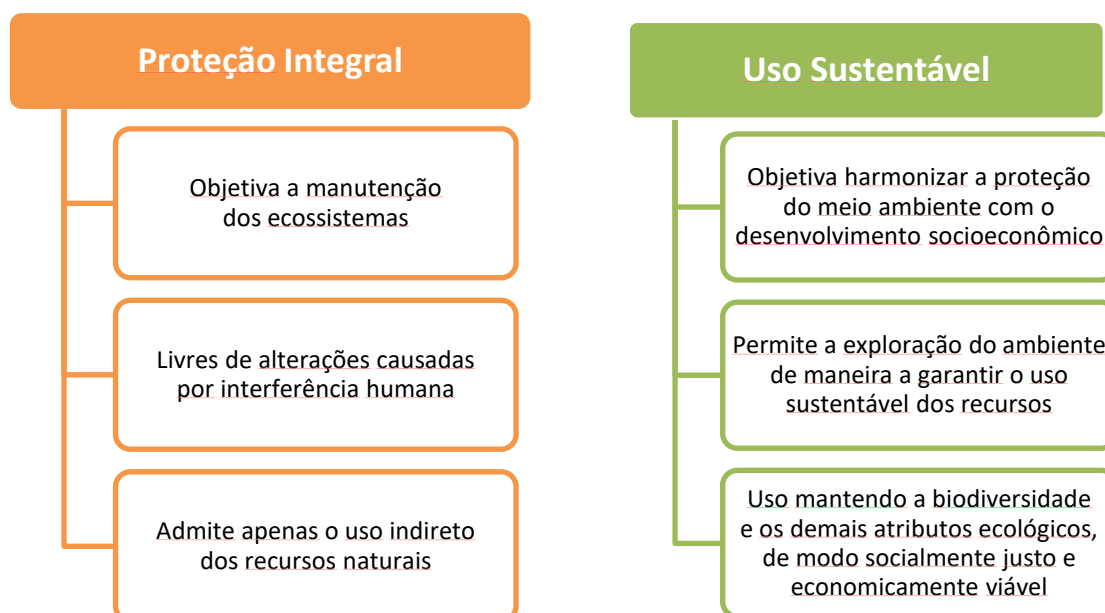 Proteção Integral
Objetiva a manutenção
dos ecossistemas
Livres de alterações causadas
por interferência humana
Admite apenas o uso indireto
dos recursos naturais
Uso Sustentável
Objetiva harmonizar a proteção
do meio ambiente com o
desenvolvimento socioeconômico
Permite a exploração do ambiente
de maneira a garantir o uso
sustentável dos recursos
Uso mantendo a biodiversidade
e os demais atributos ecológicos,
de modo socialmente justo e
economicamente viável